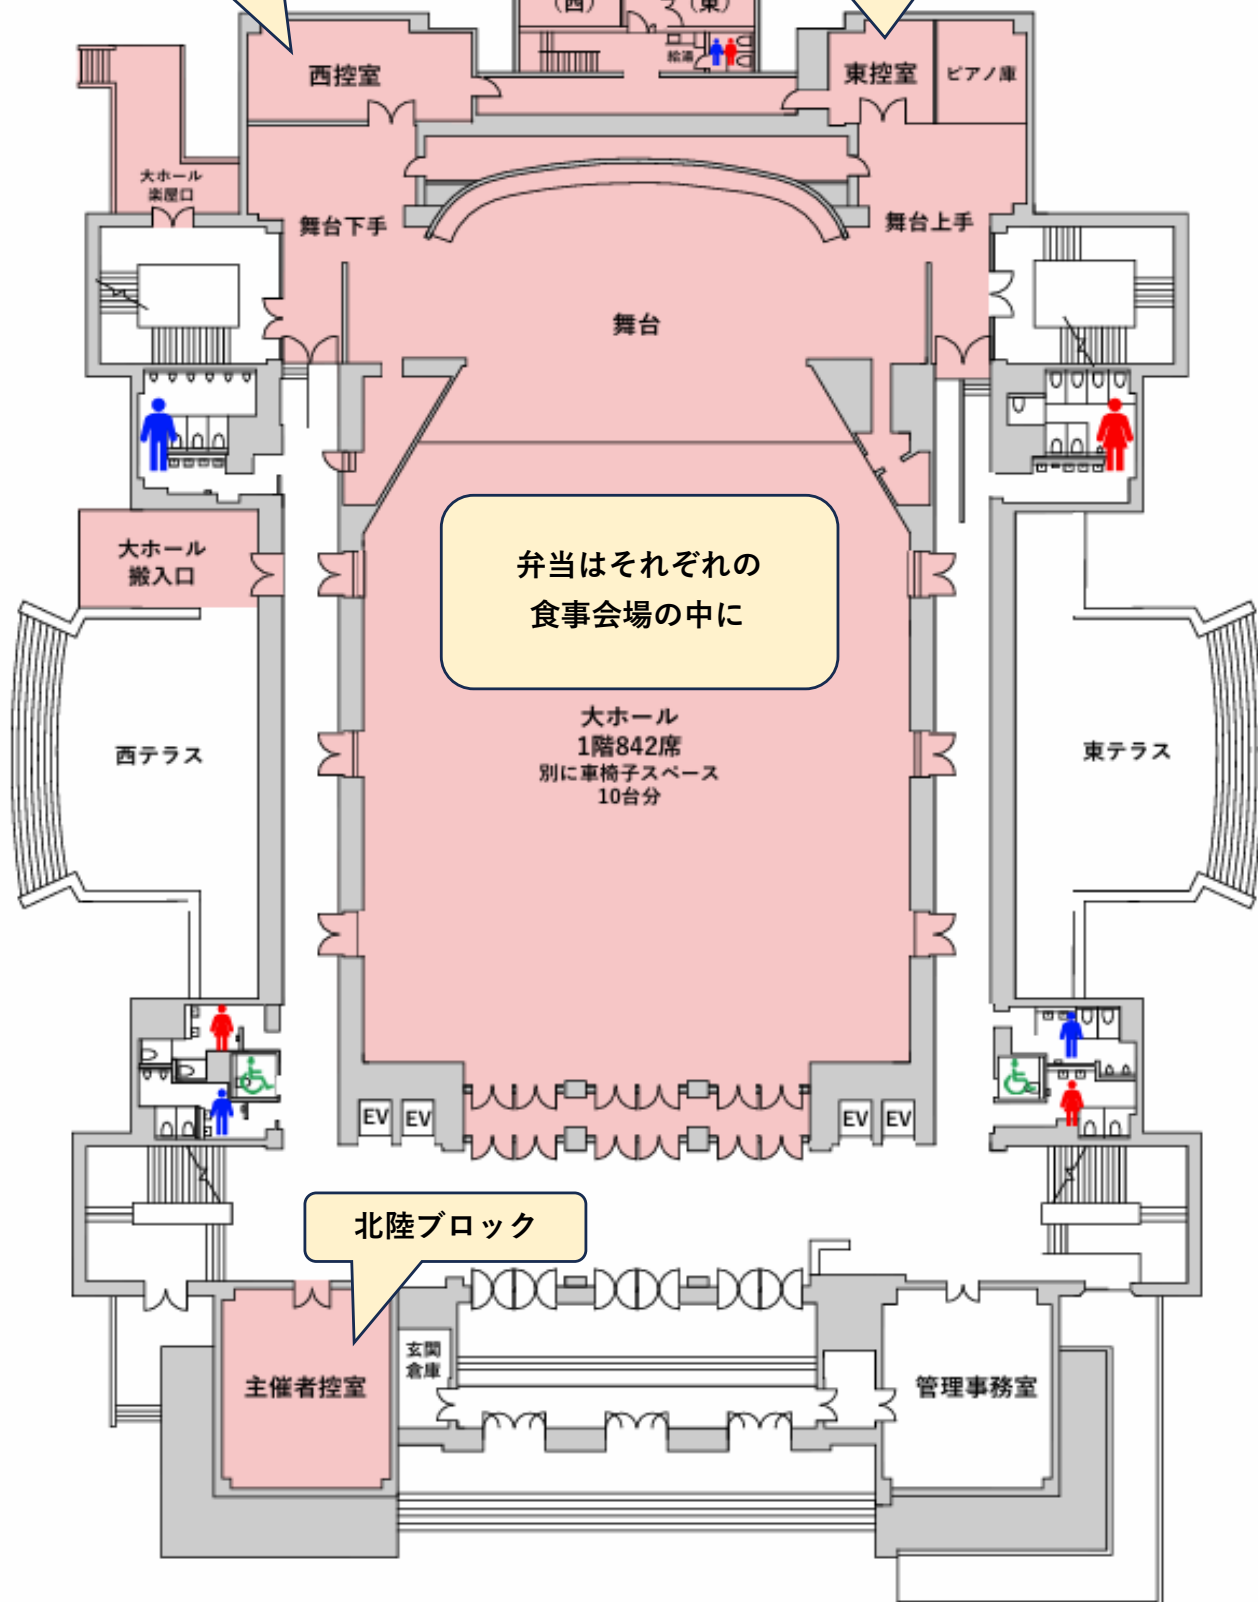 （西）
（東）
給湯
西控室
東控室
ピアノ庫
大ホール
楽屋口
舞台下手
舞台上手
舞台
大ホール
搬入口
弁当はそれぞれの
食事会場の中に
大ホール
1階842席
別に車椅子スペース
10台分
西テラス
東テラス
EV
EV
EV
EV
北陸ブロック
玄関
倉庫
主催者控室
管理事務室